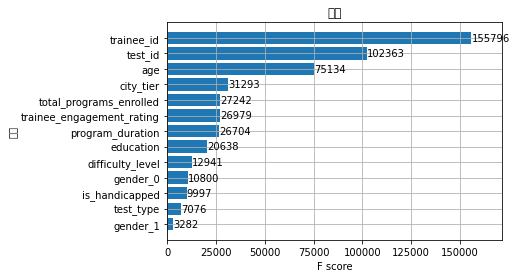 trainee_id
155796
test_id
102363
age
75134
city_tier
31293
total_programs_enrolled
27242
trainee_engagement_rating
26979
program_duration
26704
education
20638
difficulty_level
12941
gender_0
10800
is_handicapped
9997
test_type
7076
gender_1
3282
0
25000
50000
75000
100000
125000
150000
F score